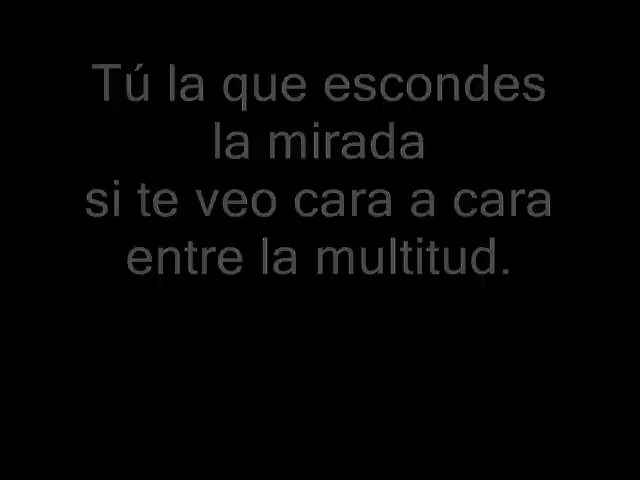 Tú la que escondes
la mirada
si te veo cara a cara
entre la multitud.